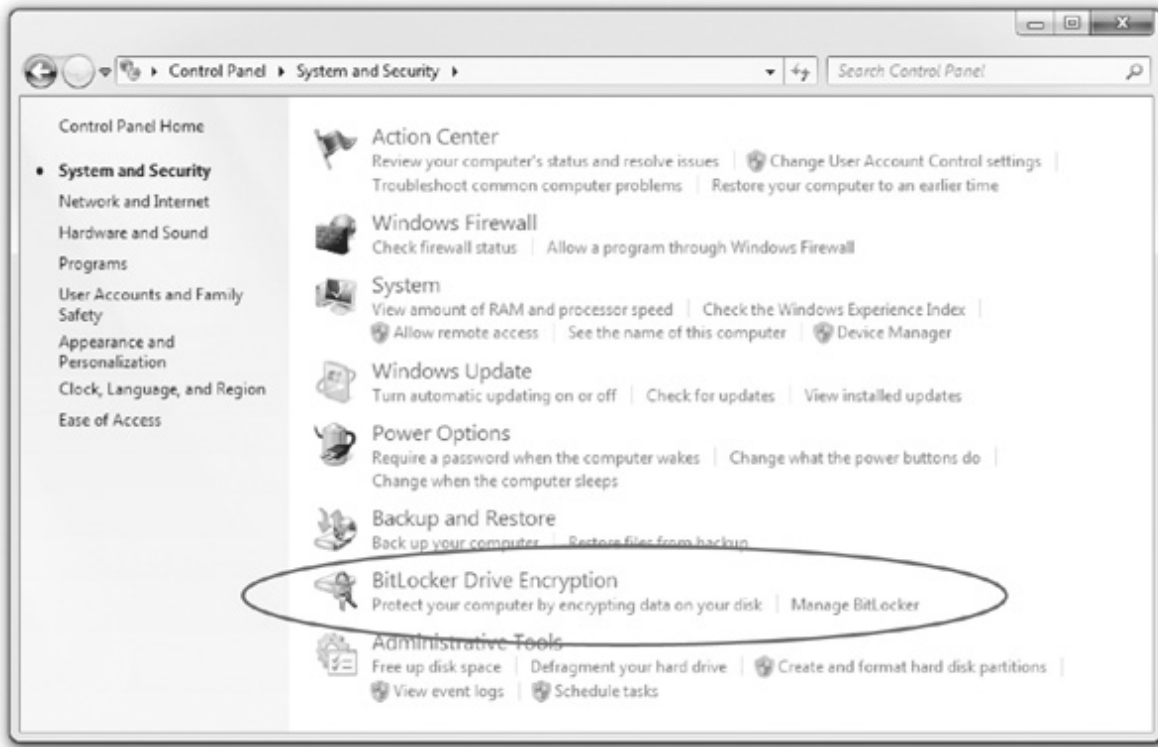 Control Panel ▸ System and Security ▸ Search Control Panel
Control Panel Home
System and Security
Network and Internet
Hardware and Sound
Programs
User Accounts and Family
Safety
Appearance and
Personalization
Clock, Language, and Region
Ease of Access
Action Center
Review your computer's status and resolve issues | Change User Account Control settings |
Troubleshoot common computer problems | Restore your computer to an earlier time
Windows Firewall
Check firewall status | Allow a program through Windows Firewall
System
View amount of RAM and processor speed | Check the Windows Experience Index |
Allow remote access | See the name of this computer | Device Manager
Windows Update
Turn automatic updating on or off | Check for updates | View installed updates
Power Options
Require a password when the computer wakes | Change what the power buttons do |
Change when the computer sleeps
Backup and Restore
Back up your computer | Restore files from backup
BitLocker Drive Encryption
Protect your computer by encrypting data on your disk | Manage BitLocker
Administrative Tools
Free up disk space | Defragment your hard drive | Create and format hard disk partitions |
View event logs | Schedule tasks